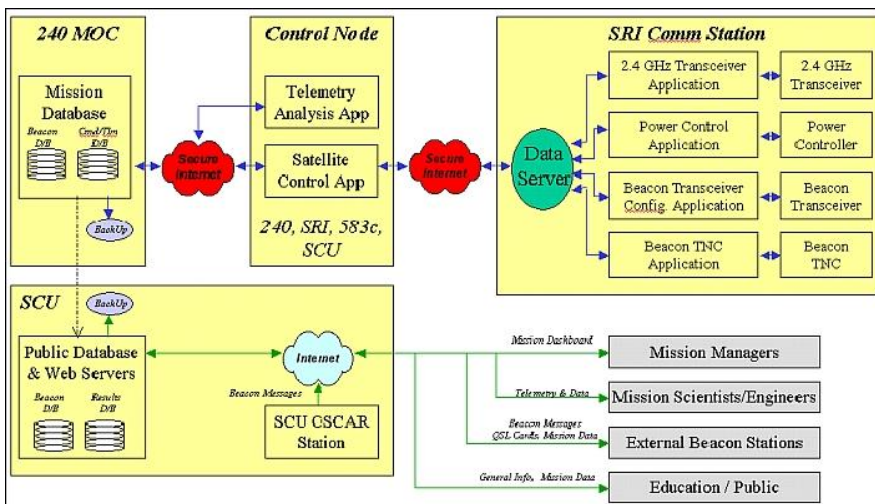 240 MOC
Mission
Database
Beacon
D/B
Cmd/Tlm
D/B
BackUp
Secure
Internet
Control Node
Telemetry
Analysis App
Satellite
Control App
240, SRI, 583c,
SCU
Secure
Internet
SRI Comm Station
Data
Server
2.4 GHz Transceiver
Application
2.4 GHz
Transceiver
Power Control
Application
Power
Controller
Beacon Transceiver
Config. Application
Beacon
Transceiver
Beacon TNC
Application
Beacon
TNC
SCU
BackUp
Public Database
& Web Servers
Beacon
D/B
Results
D/B
Internet
Beacon Messages
SCU OSCAR
Station
Mission Dashboard
Mission Managers
Telemetry & Data
Mission Scientists/Engineers
Beacon Messages
QSL Cards, Mission Data
External Beacon Stations
General Info, Mission Data
Education / Public